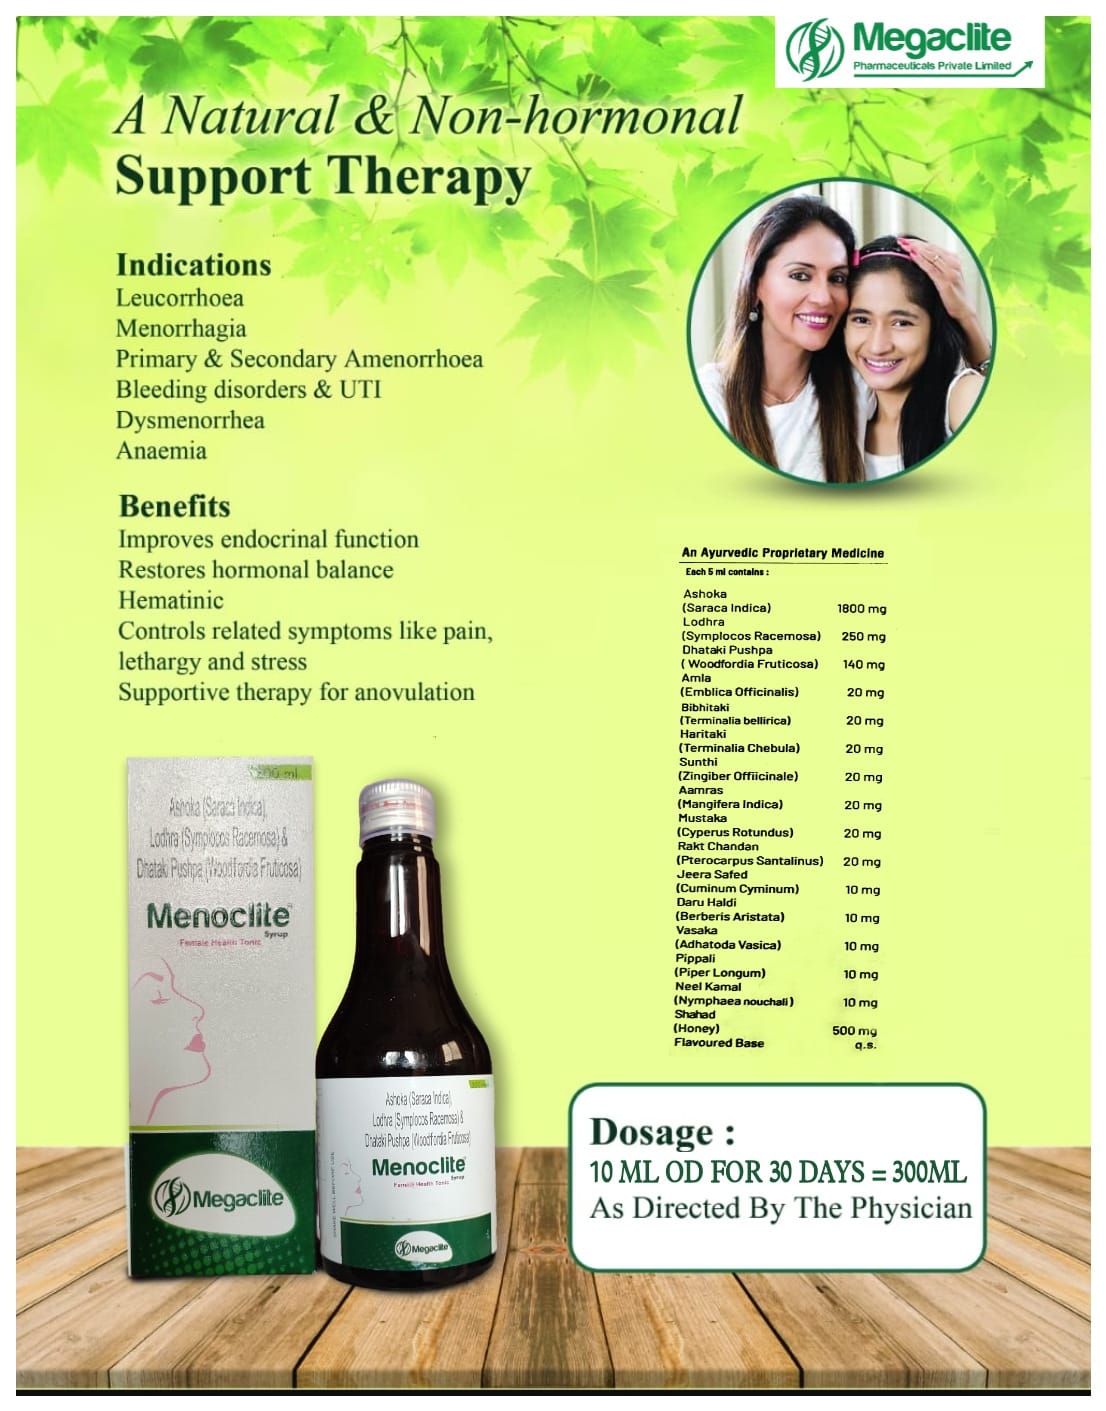 Megaclite
Pharmaceuticals Private Limited
A Natural & Non-hormonal
Support Therapy
Indications
Leucorrhoea
Menorrhagia
Primary & Secondary Amenorrhoea
Bleeding disorders & UTI
Dysmenorrhea
Anaemia
Benefits
Improves endocrinal function
Restores hormonal balance
Hematinic
Controls related symptoms like pain,
lethargy and stress
Supportive therapy for anovulation
An Ayurvedic Proprietary Medicine
Each 5 ml contains :
Ashoka
(Saraca Indica) 1800 mg
Lodhra
(Symplocos Racemosa) 250 mg
Dhataki Pushpa
( Woodfordia Fruticosa) 140 mg
Amla
(Emblica Officinalis) 20 mg
Bibhitaki
(Terminalia bellirica) 20 mg
Haritaki
(Terminalia Chebula) 20 mg
Sunthi
(Zingiber Offiicinale) 20 mg
Aamras
(Mangifera Indica) 20 mg
Mustaka
(Cyperus Rotundus) 20 mg
Rakt Chandan
(Pterocarpus Santalinus) 20 mg
Jeera Safed
(Cuminum Cyminum) 10 mg
Daru Haldi
(Berberis Aristata) 10 mg
Vasaka
(Adhatoda Vasica) 10 mg
Pippali
(Piper Longum) 10 mg
Neel Kamal
(Nymphaea nouchali) 10 mg
Shahad
(Honey) 500 mg
Flavoured Base q.s.
ml
Ashoka (Saraca Indica),
Lodhra (Symplocos Racemosa) &
Dhataki Pushpa (Woodfordia Fruticosa)
Menoclite
Syrup
Female Health Tonic
Megaclite
Ashoka (Saraca Indica),
Lodhra (Symplocos Racemosa) &
Dhataki Pushpa (Woodfordia Fruticosa)
Menoclite
Syrup
Female Health Tonic
SHAKE WELL BEFORE USE
Megaclite
Dosage :
10 ML OD FOR 30 DAYS = 300ML
As Directed By The Physician